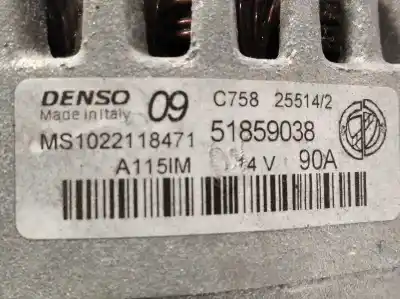 DENSO 09 C758 25514/2
Made in Italy
MS1022118471 51859038
A115IM 14 V 90A